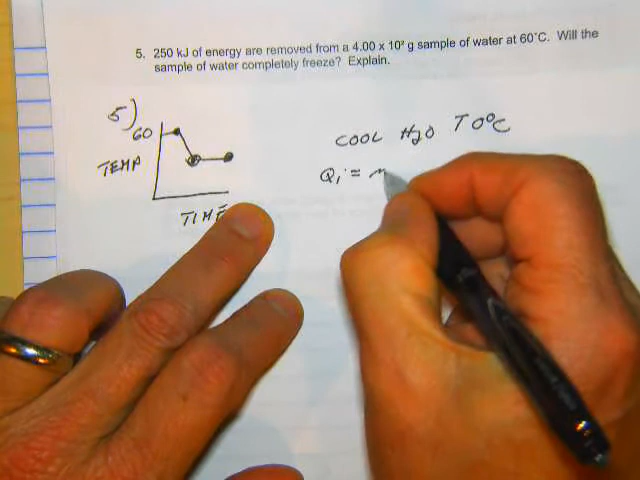 5. 250 kJ of energy are removed from a 4.00 x 10² g sample of water at 60˚C. Will the
sample of water completely freeze? Explain.
5)
60
TEMP
TIME
COOL H₂O TO 0°C
Q₁ = m